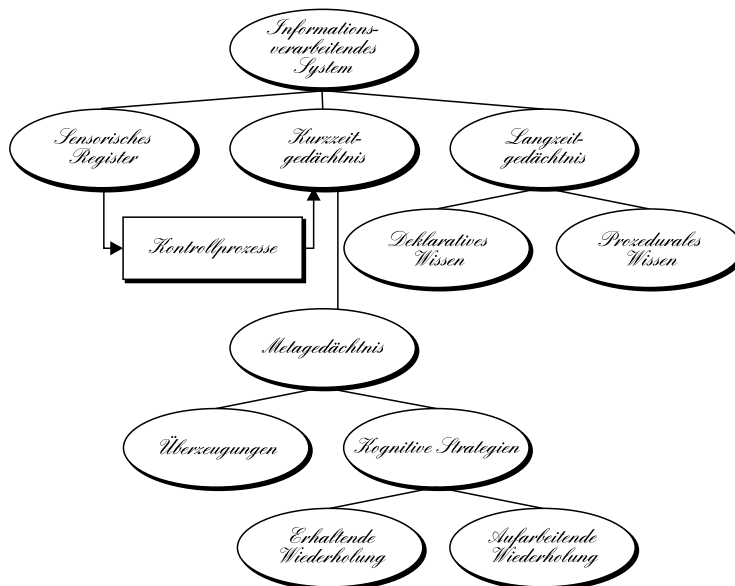 Informations-
verarbeitendes
System
Sensorisches
Register
Kurzzeit-
gedächtnis
Langzeit-
gedächtnis
Kontrollprozesse
Deklaratives
Wissen
Prozedurales
Wissen
Metagedächtnis
Überzeugungen
Kognitive Strategien
Erhaltende
Wiederholung
Aufarbeitende
Wiederholung